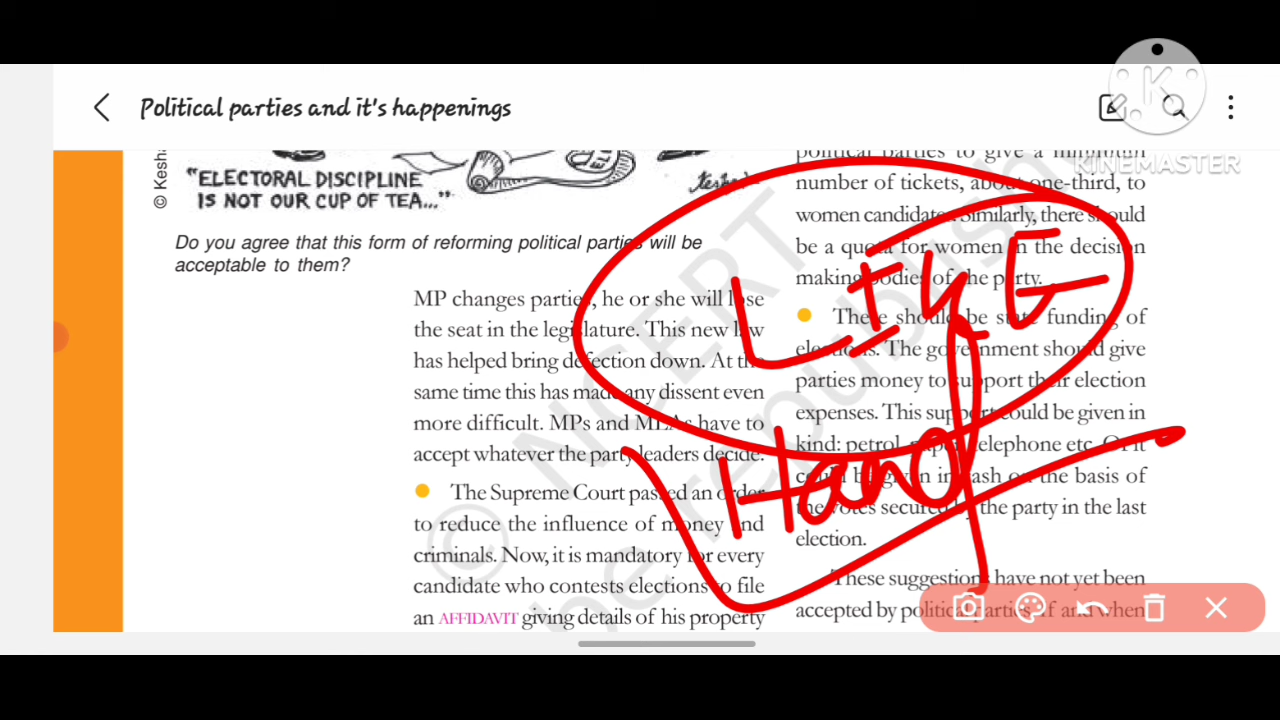 Political parties and it's happenings
KINEMASTER
© Kesha
"ELECTORAL DISCIPLINE
IS NOT OUR CUP OF TEA..."
Do you agree that this form of reforming political parties will be
acceptable to them?
MP changes parties, he or she will lose
the seat in the legislature. This new law
has helped bring defection down. At the
same time this has made any dissent even
more difficult. MPs and MLAs have to
accept whatever the party leaders decide.
The Supreme Court passed an order
to reduce the influence of money and
criminals. Now, it is mandatory for every
candidate who contests elections to file
an AFFIDAVIT giving details of his property
political parties to give a minimum
number of tickets, about one-third, to
women candidates. Similarly, there should
be a quota for women in the decision
making bodies of the party.
There should be state funding of
elections. The government should give
parties money to support their election
expenses. This support could be given in
kind: petrol, paper, telephone etc. Or it
could be given in cash on the basis of
the votes secured by the party in the last
election.
These suggestions have not yet been
accepted by political parties. If and when
© NCERT
be republish
Hand